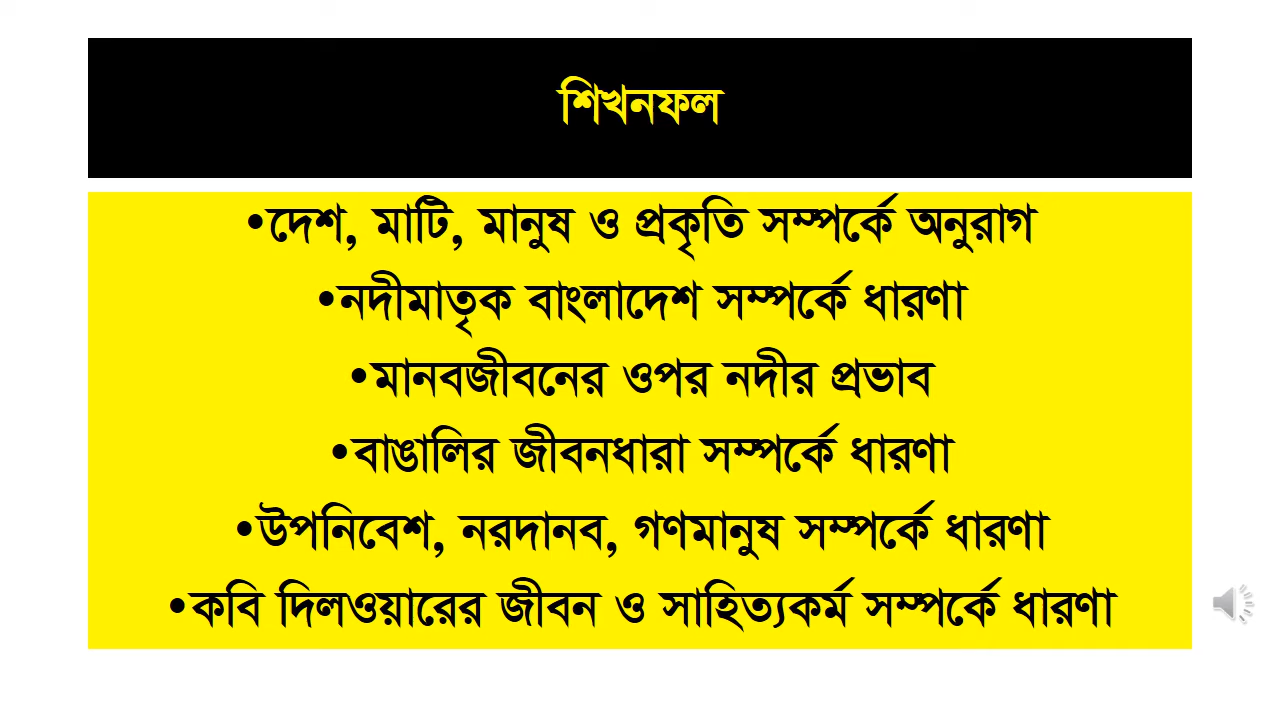 শিখনফল
•দেশ, মাটি, মানুষ ও প্রকৃতি সম্পর্কে অনুরাগ
•নদীমাতৃক বাংলাদেশ সম্পর্কে ধারণা
•মানবজীবনের ওপর নদীর প্রভাব
•বাঙালির জীবনধারা সম্পর্কে ধারণা
•উপনিবেশ, নরদানব, গণমানুষ সম্পর্কে ধারণা
•কবি দিলওয়ারের জীবন ও সাহিত্যকর্ম সম্পর্কে ধারণা